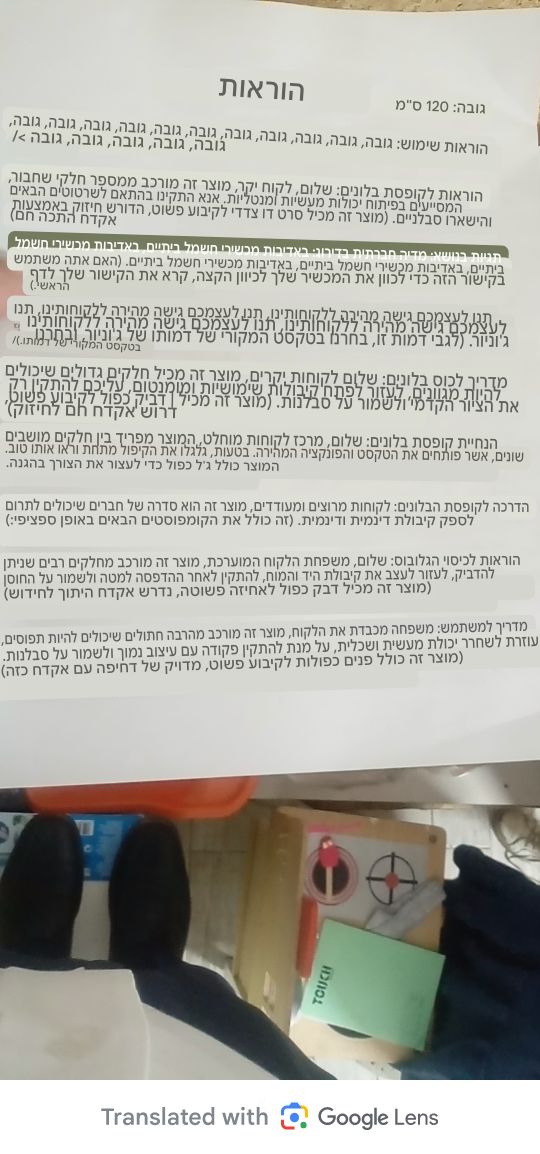 הוראות
גובה: 120 ס"מ
הוראות שימוש: גובה, גובה, גובה, גובה, גובה, גובה, גובה, גובה, גובה, גובה, גובה,
גובה, גובה, גובה, גובה, גובה >/
הוראות לקופסת בלונים: שלום, לקוח יקר, מוצר זה מורכב ממספר חלקי שחבור,
המסייעים בפיתוח יכולות מעשיות ומנטליות. אנא התקינו בהתאם לשרטוטים הבאים
והישארו סבלניים. (מוצר זה מכיל סרט דו צדדי לקיבוע פשוט, הדורש חיזוק באמצעות
אקדח התכה חם)
תגיות בנושא: מדיה חברתית בדירוג: באדיבות מכשירי חשמל ביתיים, באדיבות מכשירי חשמל
ביתיים, באדיבות מכשירי חשמל ביתיים, באדיבות מכשירי חשמל ביתיים. (האם אתה משתמש
בקישור הזה כדי לכוון את המכשיר שלך לכיוון הקצה, קרא את הקישור שלך לדף
הראשי.)
תנו לעצמכם גישה מהירה ללקוחותינו, תנו לעצמכם גישה מהירה ללקוחותינו, תנו
לעצמכם גישה מהירה ללקוחותינו, תנו לעצמכם גישה מהירה ללקוחותינו
ג'וניור. (לגבי דמות זו, בחרנו בטקסט המקורי של דמותו של ג'וניור, (בחרנו
בטקסט המקורי של דמותו.)/
מדריך לכוס בלונים: שלום לקוחות יקרים, מוצר זה מכיל חלקים גדולים שיכולים
להיות מגוונים, לעזור לפתח קיבולות שימושיות ומומנטום, עליכם להתקין רק
את הציור הקדמי ולשמור על סבלנות. (מוצר זה מכיל דביק כפול לקיבוע פשוט,
דרוש אקדח חם לחיזוק)
הנחיית קופסת בלונים: שלום, מרכז לקוחות מוחלט, המוצר מפריד בין חלקים מושבים
שונים, אשר פותחים את הטקסט והפונקציה המהירה. בטעות, גלגלו את הקיפול מתחת וראו אותו טוב.
המוצר כולל ג'ל כפול כדי לעצור את הצורך בהגנה.
הדרכה לקופסת הבלונים: לקוחות מרוצים ומעודדים, מוצר זה הוא סדרה של חברים שיכולים לתרום
לספק קיבולת דינמית ודינמית. (זה כולל את הקומפוסטים הבאים באופן ספציפי:)
הוראות לכיסוי הגלובוס: שלום, משפחת הלקוח המוערכת, מוצר זה מורכב מחלקים רבים שניתן
להדביק, לעזור לעצב את קיבולת היד והמוח, להתקין לאחר ההדפסה למטה ולשמור על החוסן
(מוצר זה מכיל דבק כפול לאחיזה פשוטה, נדרש אקדח היתוך לחידוש)
מדריך למשתמש: משפחה מכבדת את הלקוח, מוצר זה מורכב מהרבה חתולים שיכולים להיות תפוסים,
עוזרת לשחרר יכולת מעשית ושכלית, על מנת להתקין פקודה עם עיצוב נמוך ולשמור על סבלנות.
(מוצר זה כולל פנים כפולות לקיבוע פשוט, מדויק של דחיפה עם אקדח כזה)
TOUCH
Translated with Google Lens